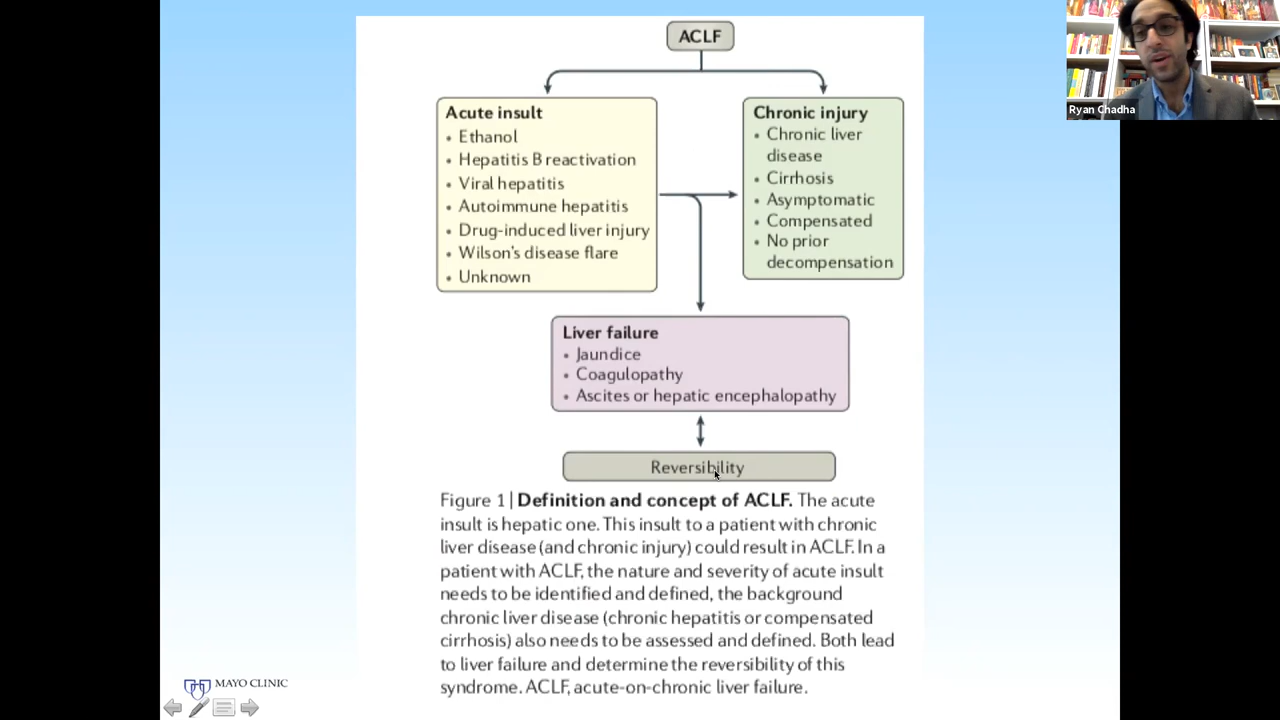 ACLF
Acute insult
• Ethanol
• Hepatitis B reactivation
• Viral hepatitis
• Autoimmune hepatitis
• Drug-induced liver injury
• Wilson's disease flare
• Unknown
Chronic injury
• Chronic liver
disease
• Cirrhosis
• Asymptomatic
• Compensated
• No prior
decompensation
Liver failure
• Jaundice
• Coagulopathy
• Ascites or hepatic encephalopathy
Reversibility
Figure 1 | Definition and concept of ACLF. The acute
insult is hepatic one. This insult to a patient with chronic
liver disease (and chronic injury) could result in ACLF. In a
patient with ACLF, the nature and severity of acute insult
needs to be identified and defined, the background
chronic liver disease (chronic hepatitis or compensated
cirrhosis) also needs to be assessed and defined. Both lead
to liver failure and determine the reversibility of this
syndrome. ACLF, acute-on-chronic liver failure.
MAYO CLINIC
Ryan Chadha